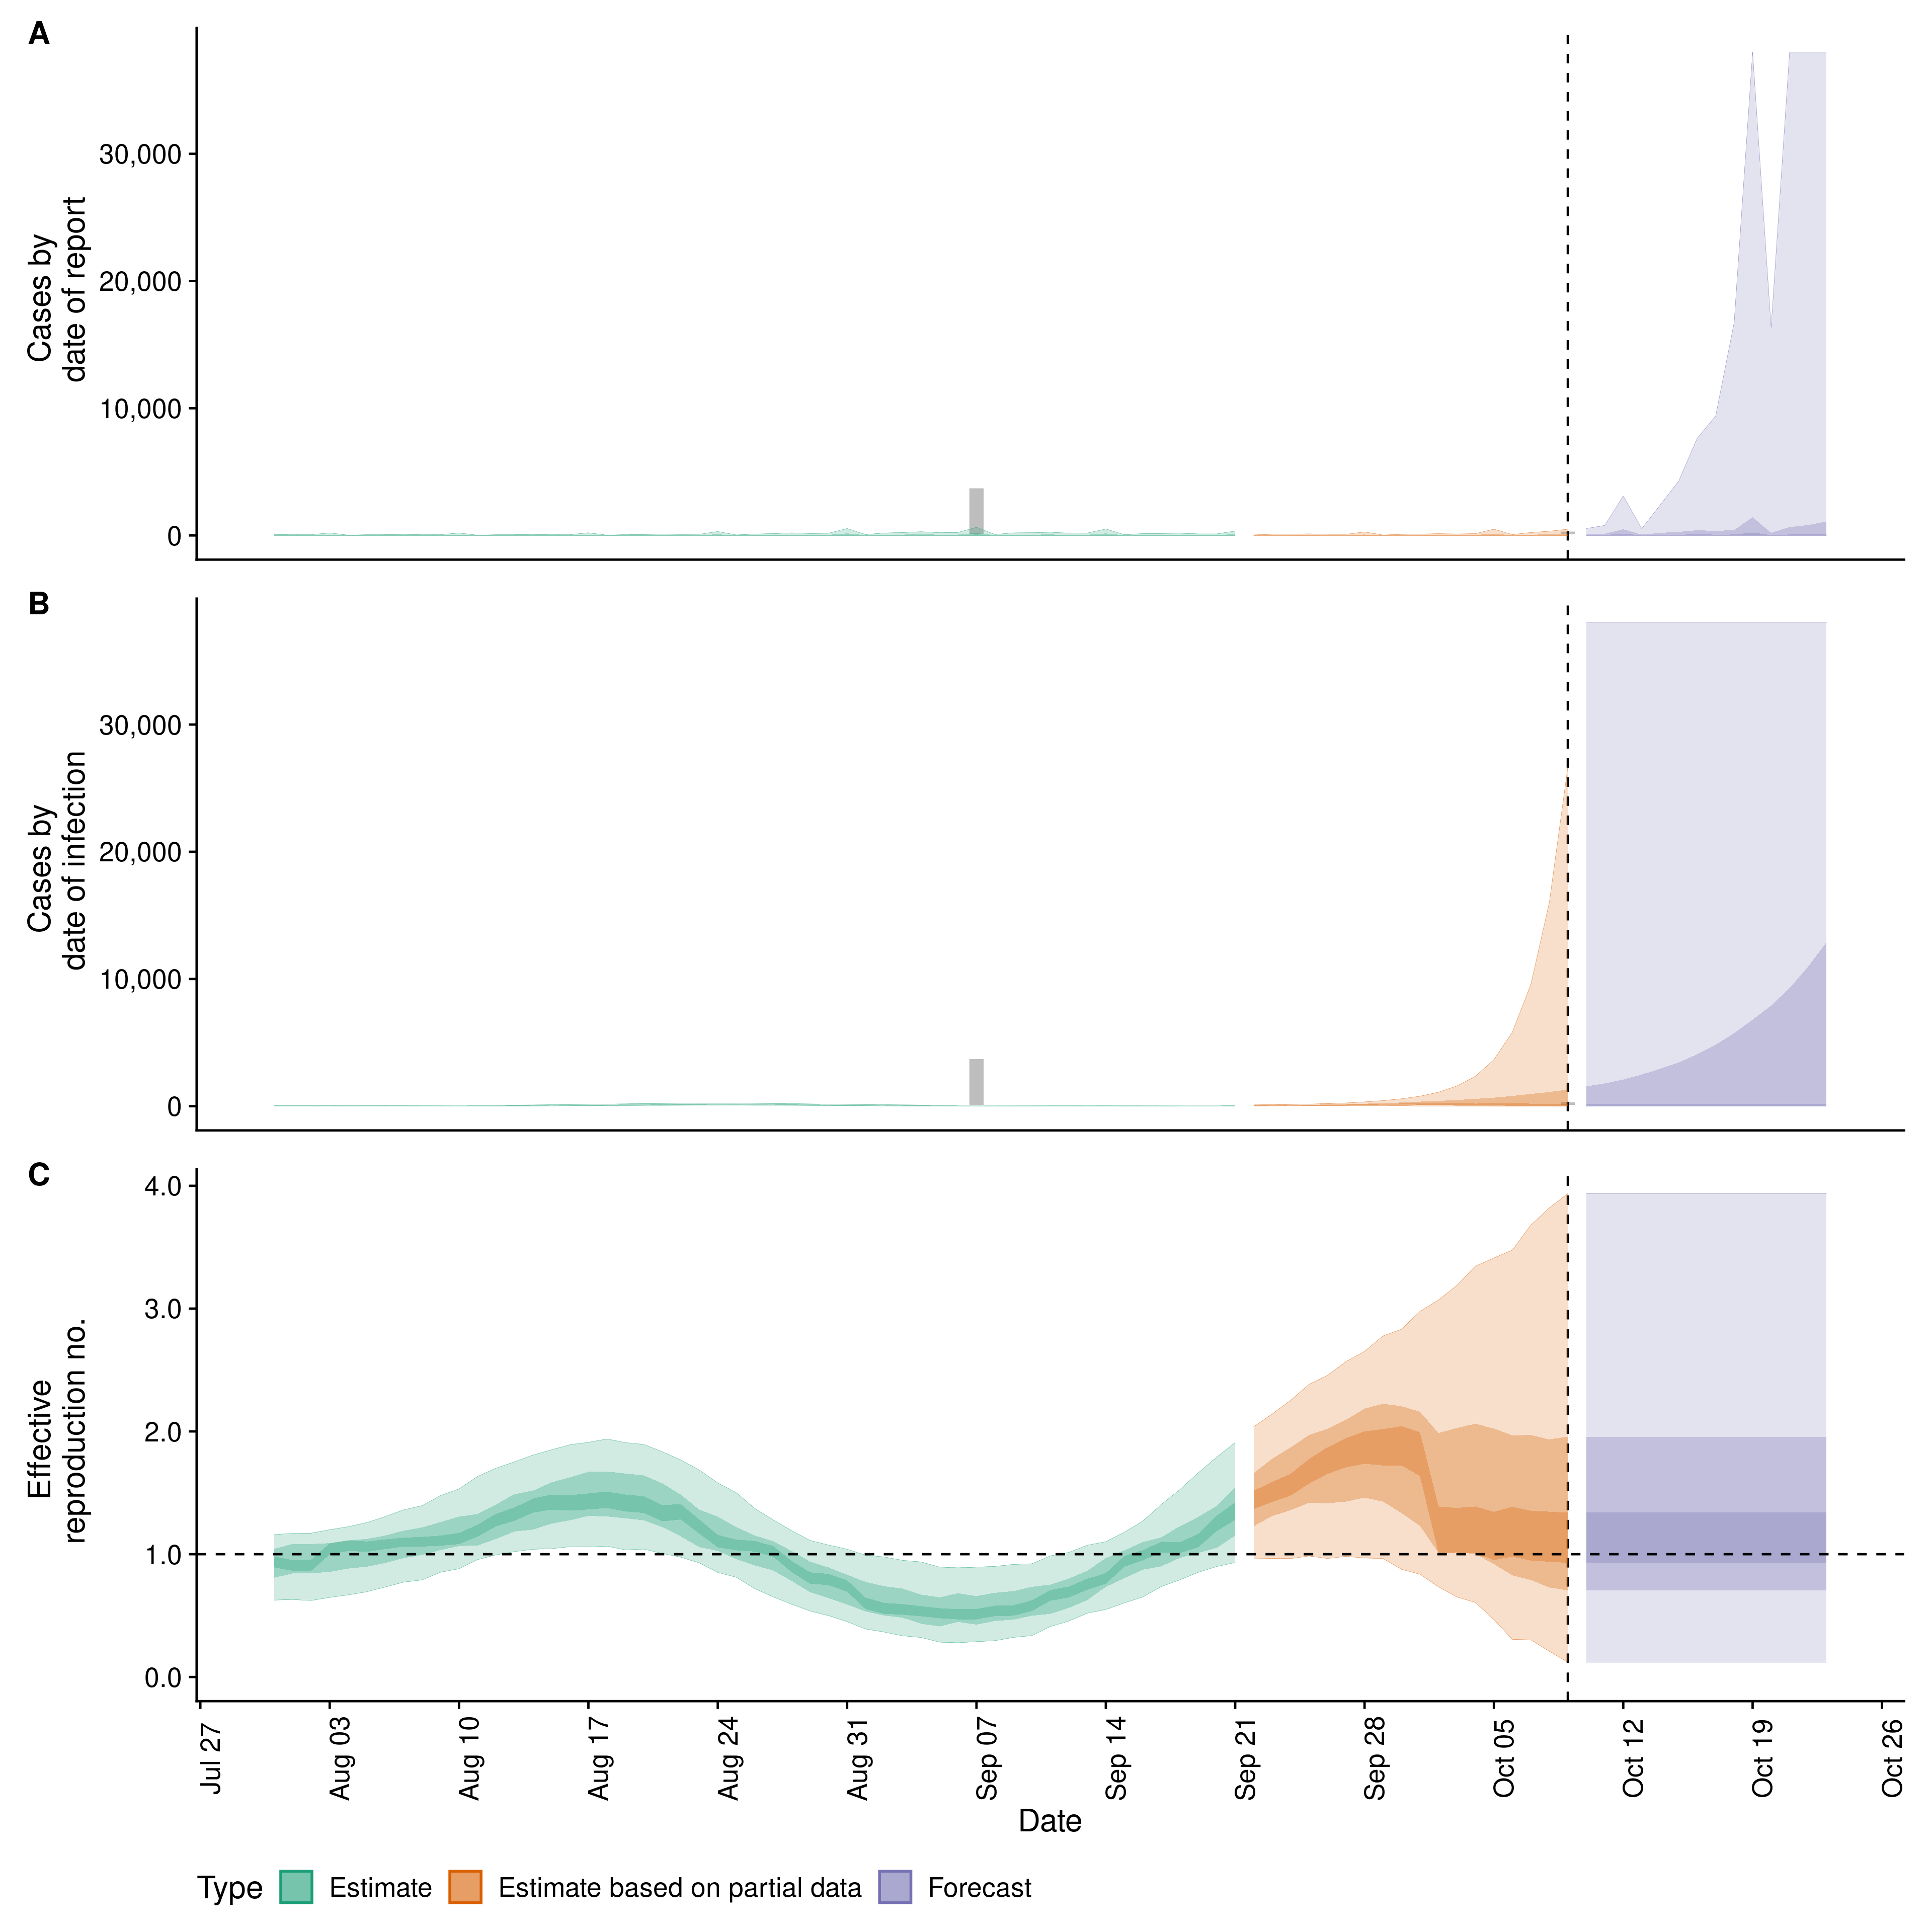 A
Cases by
date of report
30,000
20,000
10,000
0
B
Cases by
date of infection
30,000
20,000
10,000
0
C
Effective
reproduction no.
4.0
3.0
2.0
1.0
0.0
Jul 27
Aug 03
Aug 10
Aug 17
Aug 24
Aug 31
Sep 07
Sep 14
Sep 21
Sep 28
Oct 05
Oct 12
Oct 19
Oct 26
Date
Type Estimate Estimate based on partial data Forecast